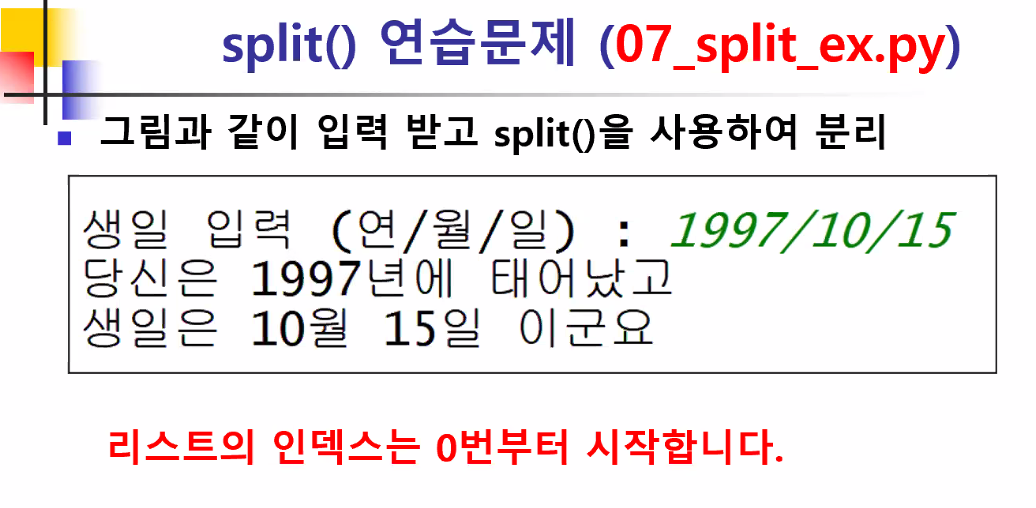 split() 연습문제 (07_split_ex.py)
그림과 같이 입력 받고 split()을 사용하여 분리
생일 입력 (연/월/일) : 1997/10/15
당신은 1997년에 태어났고
생일은 10월 15일 이군요
리스트의 인덱스는 0번부터 시작합니다.